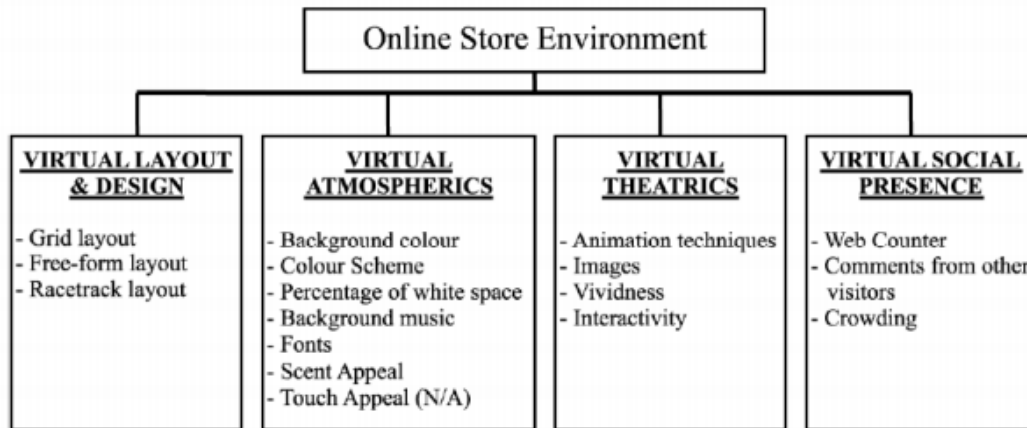 Online Store Environment
VIRTUAL LAYOUT
& DESIGN
- Grid layout
- Free-form layout
- Racetrack layout
VIRTUAL
ATMOSPHERICS
- Background colour
- Colour Scheme
- Percentage of white space
- Background music
- Fonts
- Scent Appeal
- Touch Appeal (N/A)
VIRTUAL
THEATRICS
- Animation techniques
- Images
- Vividness
- Interactivity
VIRTUAL SOCIAL
PRESENCE
- Web Counter
- Comments from other
visitors
- Crowding